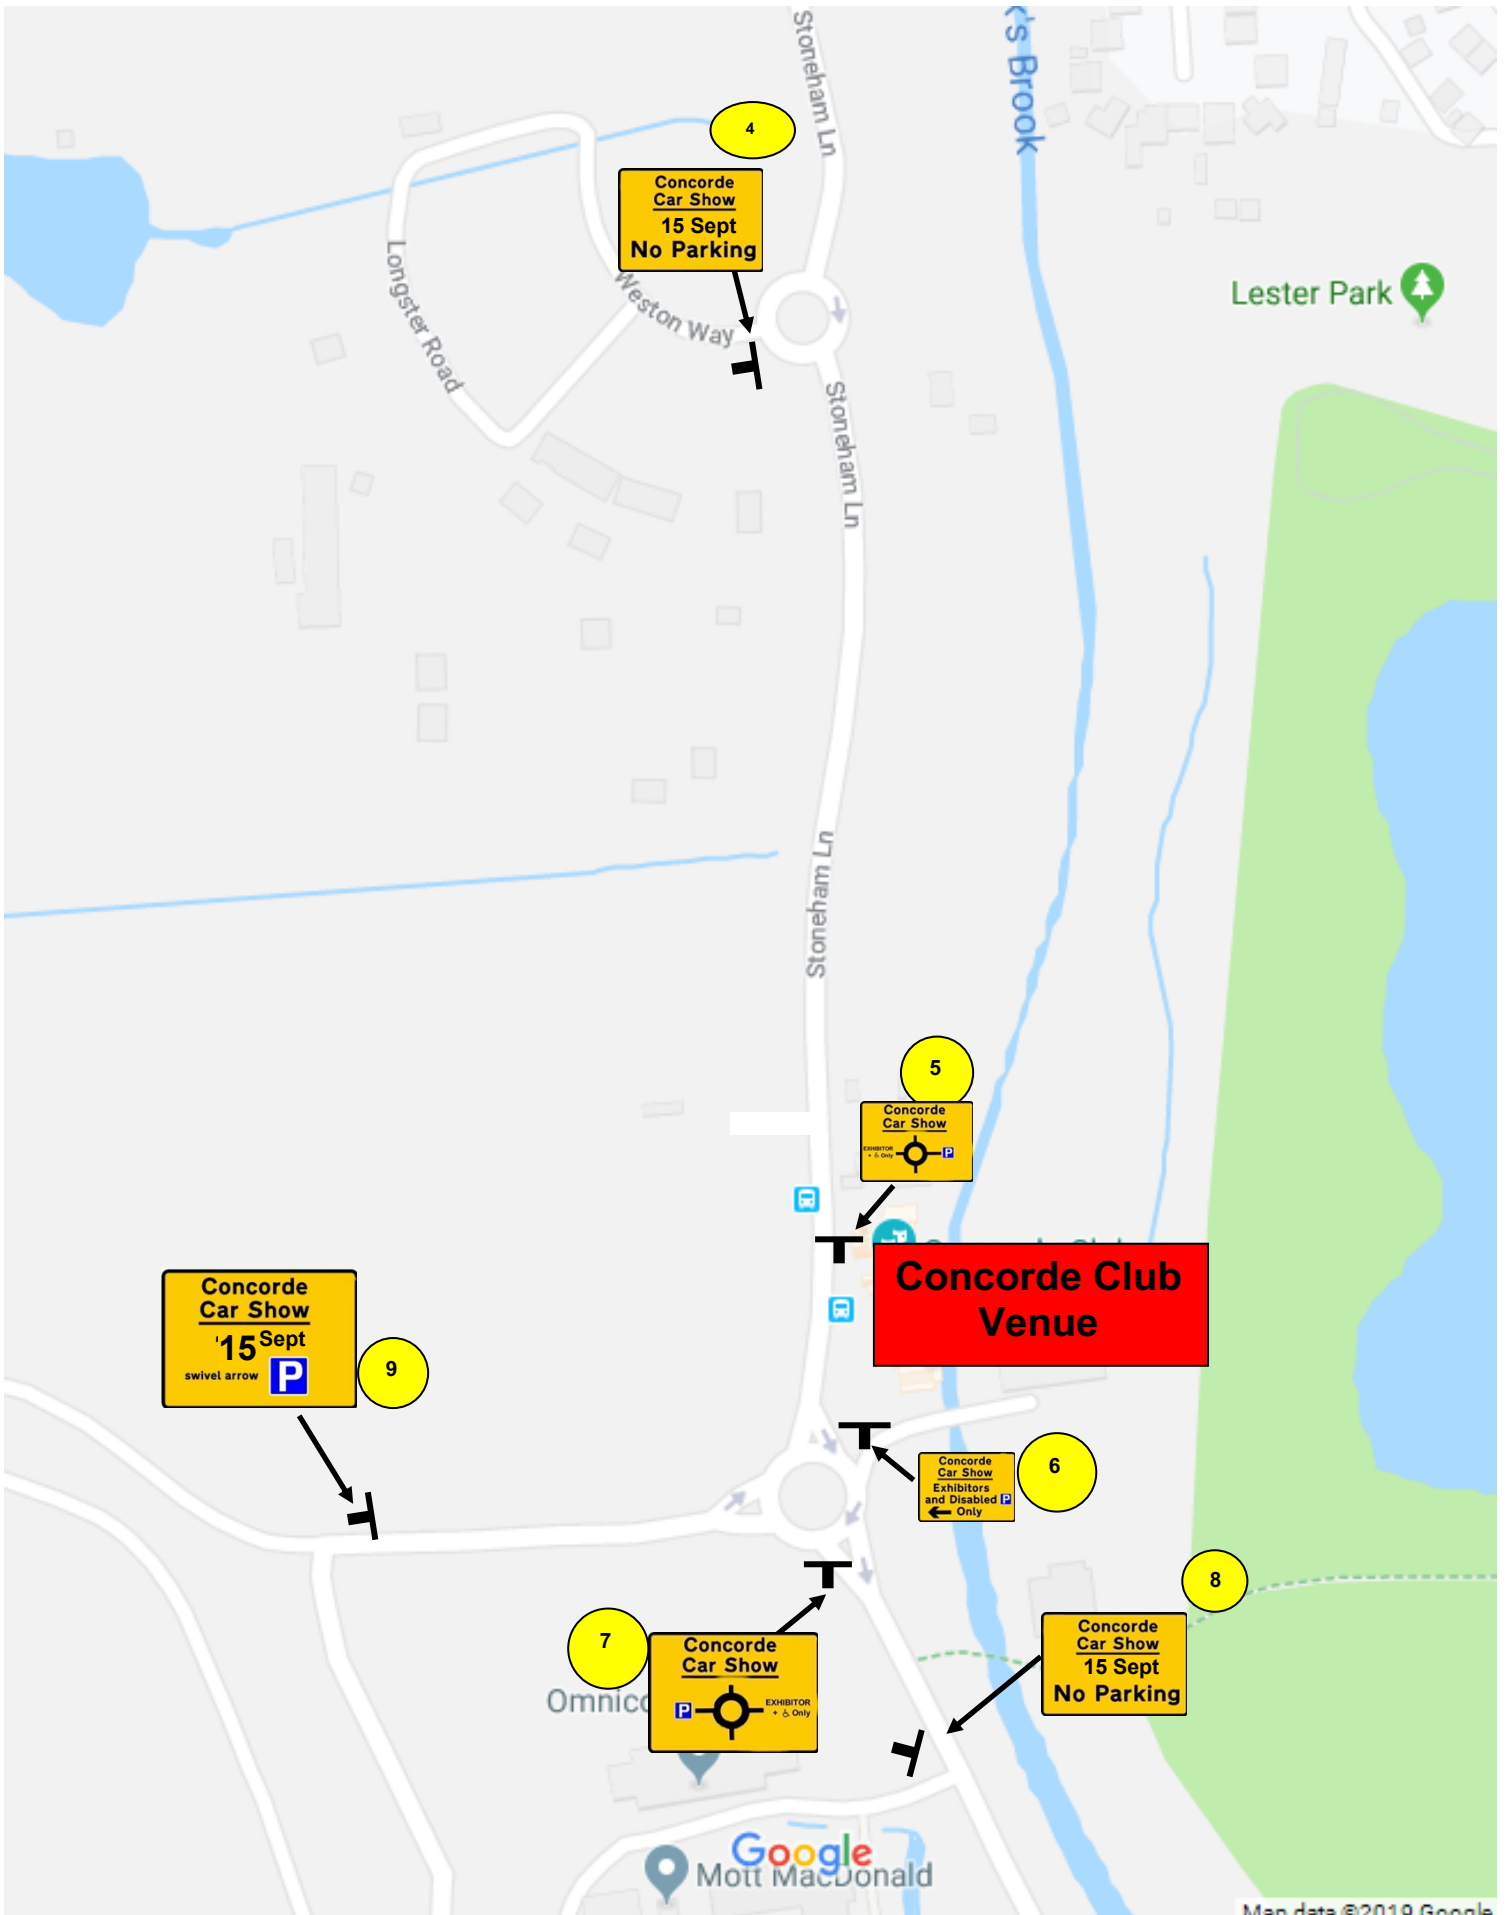 Stoneham Ln
k's Brook
4
Concorde
Car Show
15 Sept
No Parking
Longster Road
Weston Way
Lester Park
Stoneham Ln
Stoneham Ln
5
Concorde
Car Show
EXHIBITOR
+ ♿ Only
P
Concorde Club
Venue
Concorde
Car Show
'15 Sept
swivel arrow P
9
6
Concorde
Car Show
Exhibitors
and Disabled P
← Only
8
Concorde
Car Show
15 Sept
No Parking
7
Concorde
Car Show
P
EXHIBITOR
+ ♿ Only
Google
Mott MacDonald
Map data ©2019 Google